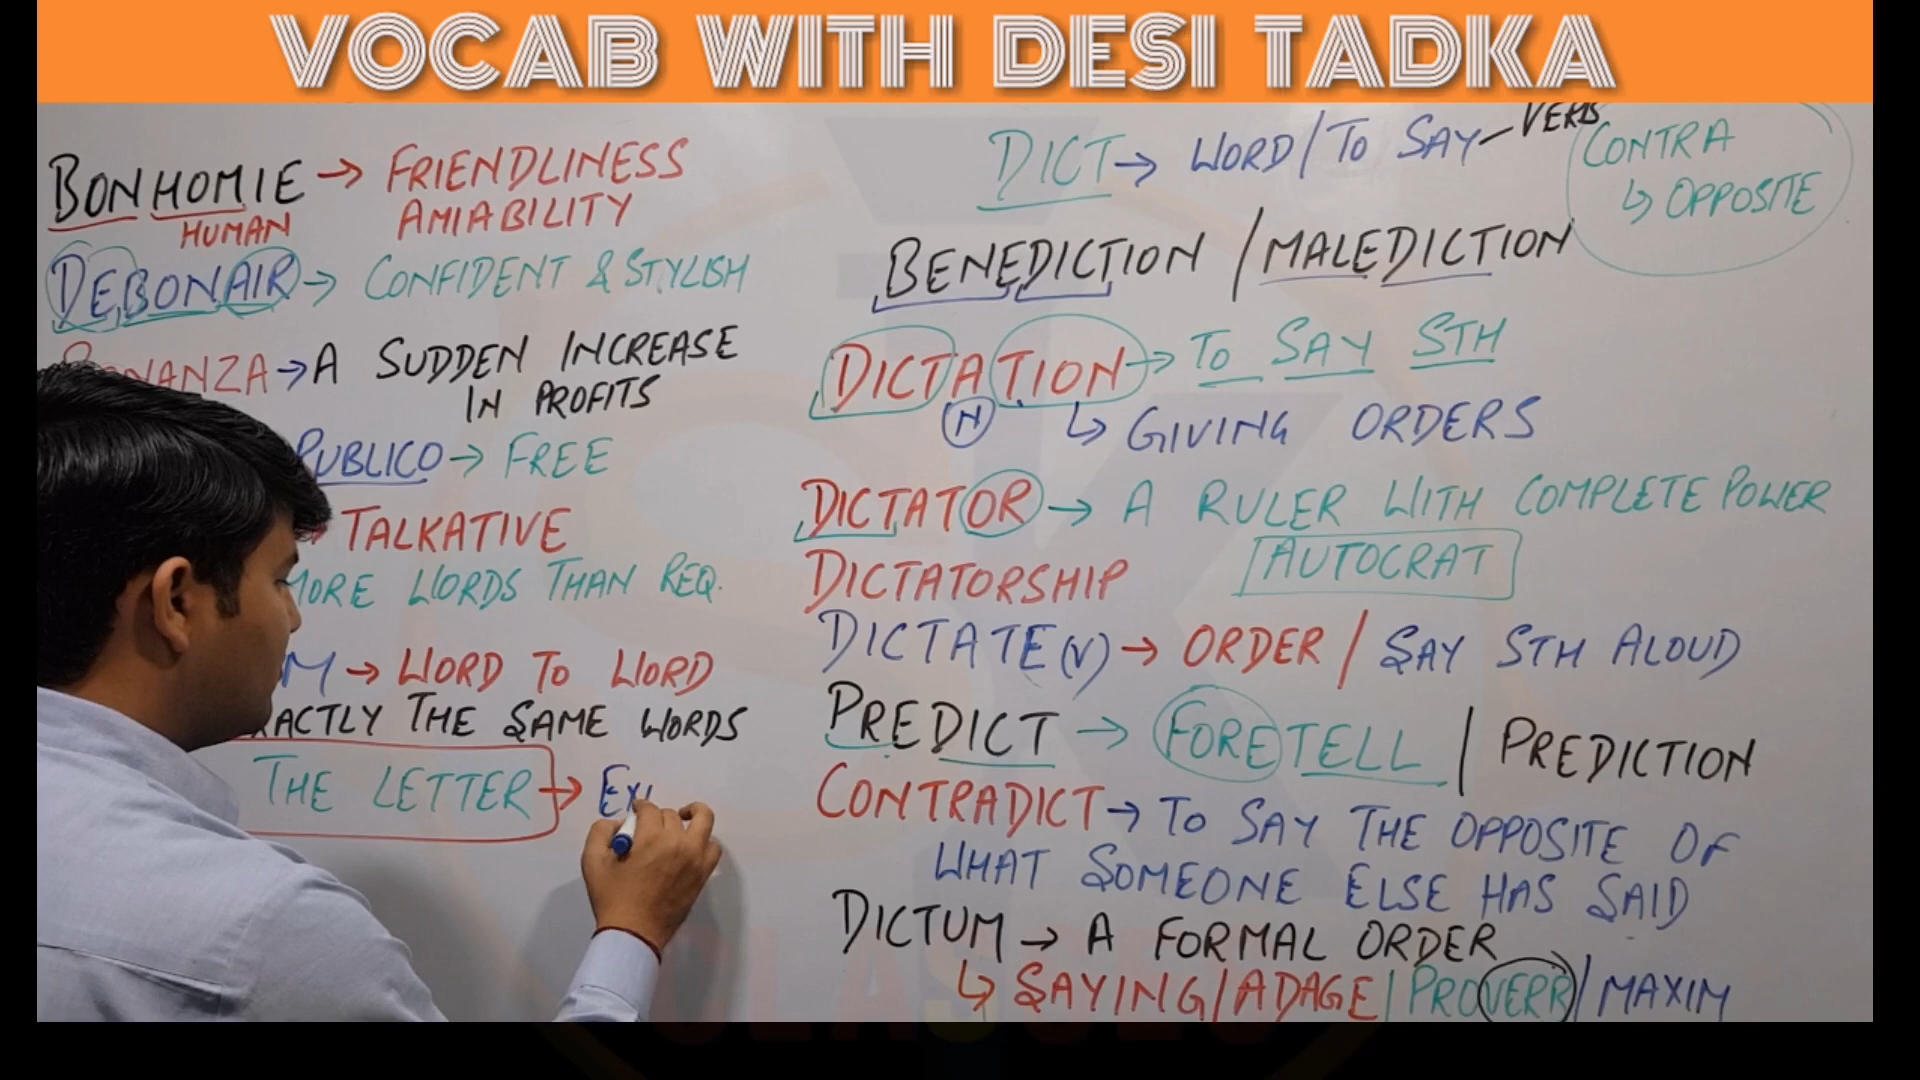 VOCAB WITH DESI TADKA
BONHOMIE → FRIENDLINESS
HUMAN AMIABILITY
DEBONAIR → CONFIDENT & STYLISH
BONANZA → A SUDDEN INCREASE
IN PROFITS
PUBLICO → FREE
TALKATIVE
MORE WORDS THAN REQ.
M → WORD TO WORD
EXACTLY THE SAME WORDS
THE LETTER →
DICT → WORD / TO SAY - VERB
CONTRA
↳ OPPOSITE
BENEDICTION / MALEDICTION
DICTATION → TO SAY STH
N ↳ GIVING ORDERS
DICTATOR → A RULER WITH COMPLETE POWER
DICTATORSHIP AUTOCRAT
DICTATE (V) → ORDER / SAY STH ALOUD
PREDICT → FORETELL / PREDICTION
CONTRADICT → TO SAY THE OPPOSITE OF
WHAT SOMEONE ELSE HAS SAID
DICTUM → A FORMAL ORDER
↳ SAYING / ADAGE / PROVERB / MAXIM
CLASSES